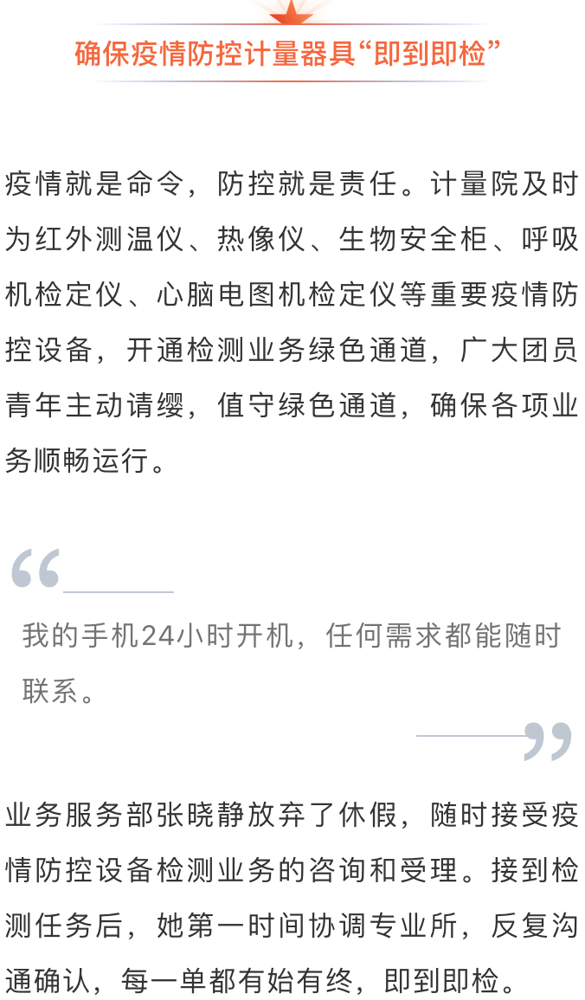 确保疫情防控计量器具“即到即检”
疫情就是命令，防控就是责任。计量院及时
为红外测温仪、热像仪、生物安全柜、呼吸
机检定仪、心脑电图机检定仪等重要疫情防
控设备，开通检测业务绿色通道，广大团员
青年主动请缨，值守绿色通道，确保各项业
务顺畅运行。
“
我的手机24小时开机，任何需求都能随时
联系。
”
业务服务部张晓静放弃了休假，随时接受疫
情防控设备检测业务的咨询和受理。接到检
测任务后，她第一时间协调专业所，反复沟
通确认，每一单都有始有终，即到即检。